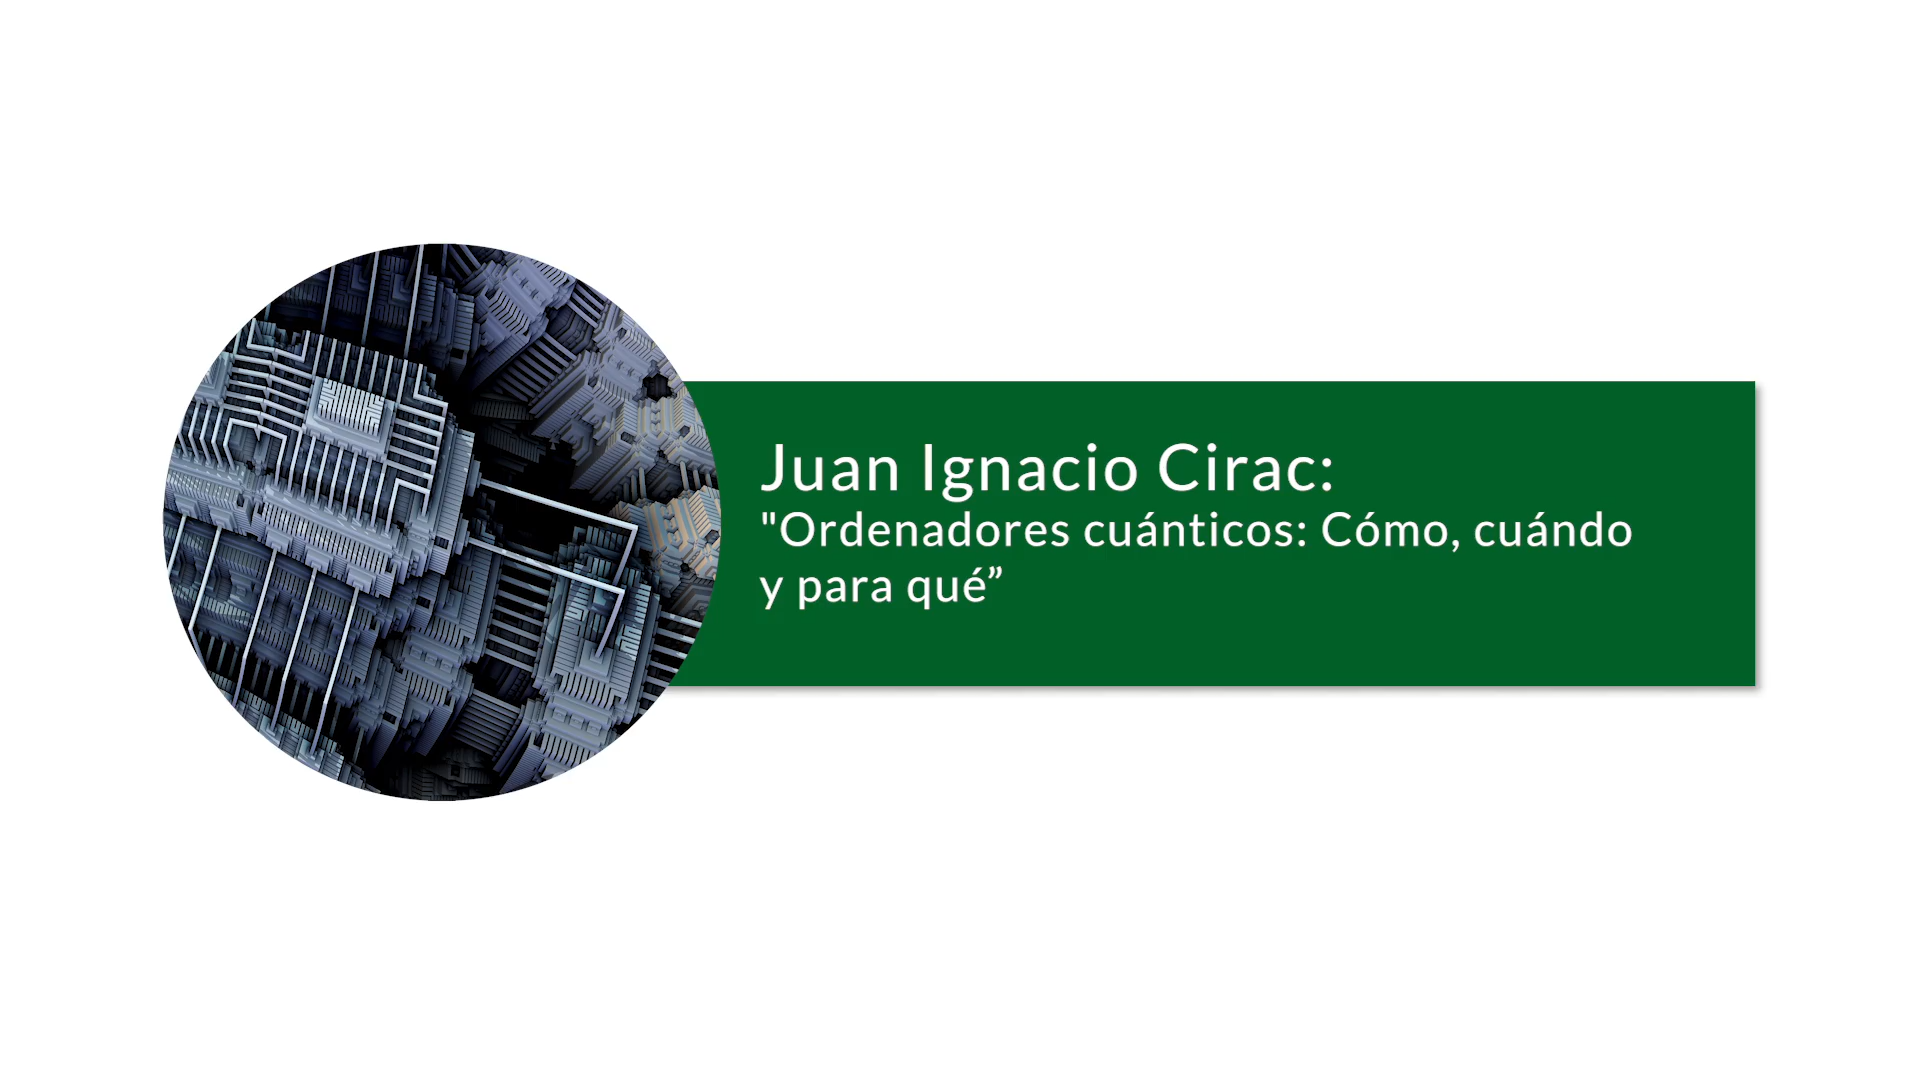 Juan Ignacio Cirac:
"Ordenadores cuánticos: Cómo, cuándo
y para qué”